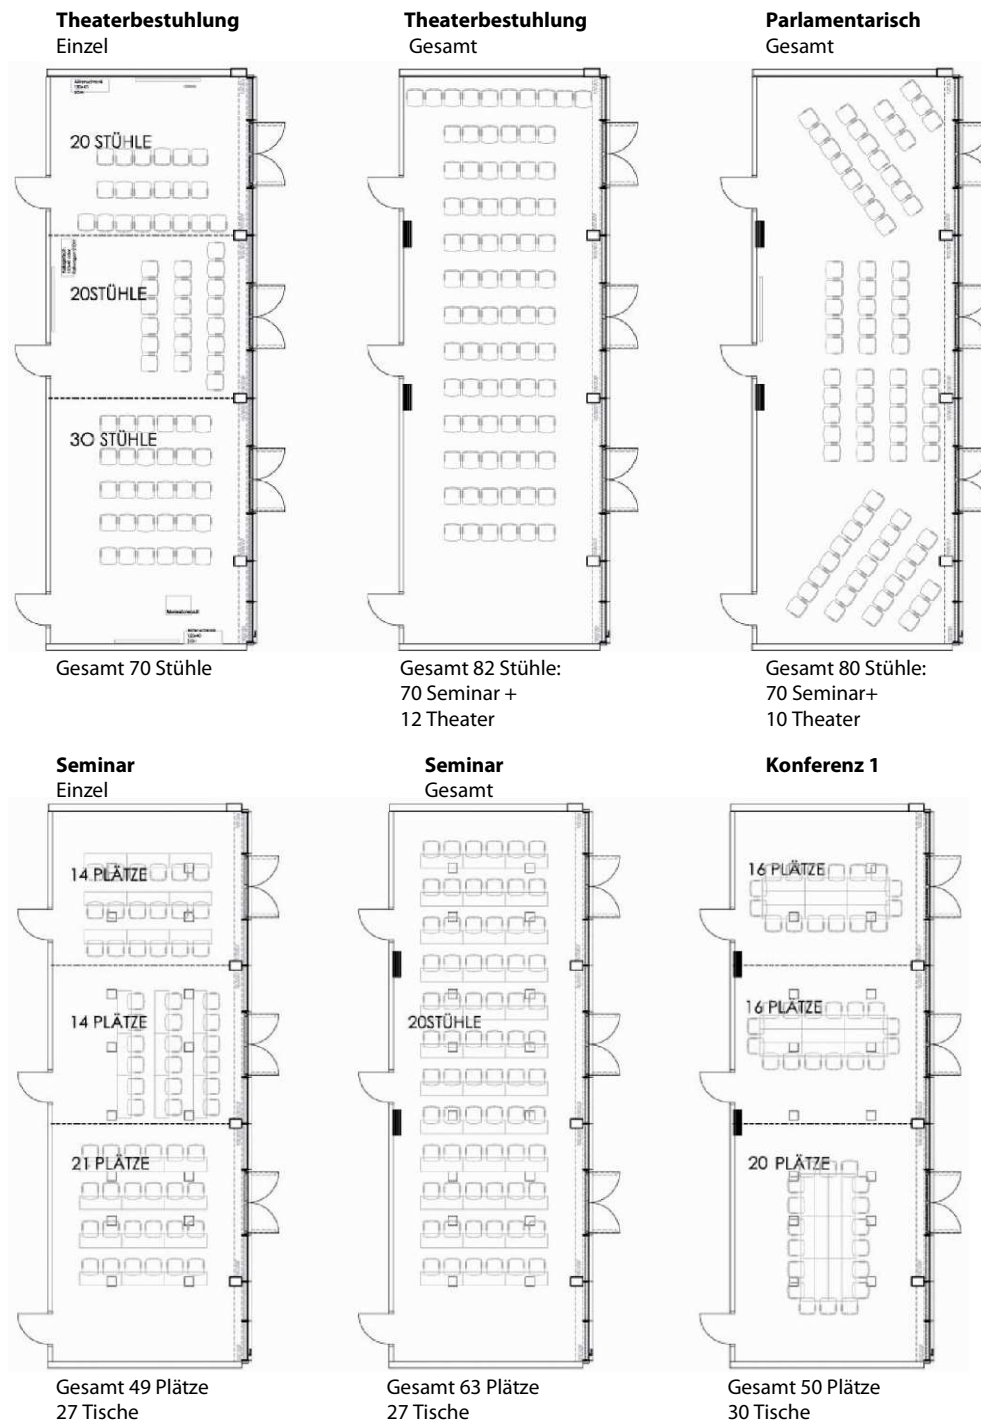 Theaterbestuhlung
Einzel
Theaterbestuhlung
Gesamt
Parlamentarisch
Gesamt
20 STÜHLE
20STÜHLE
30 STÜHLE
Gesamt 70 Stühle
Gesamt 82 Stühle:
70 Seminar +
12 Theater
Gesamt 80 Stühle:
70 Seminar+
10 Theater
Seminar
Einzel
Seminar
Gesamt
Konferenz 1
14 PLÄTZE
14 PLÄTZE
21 PLÄTZE
20STÜHLE
16 PLÄTZE
16 PLÄTZE
20 PLÄTZE
Gesamt 49 Plätze
27 Tische
Gesamt 63 Plätze
27 Tische
Gesamt 50 Plätze
30 Tische